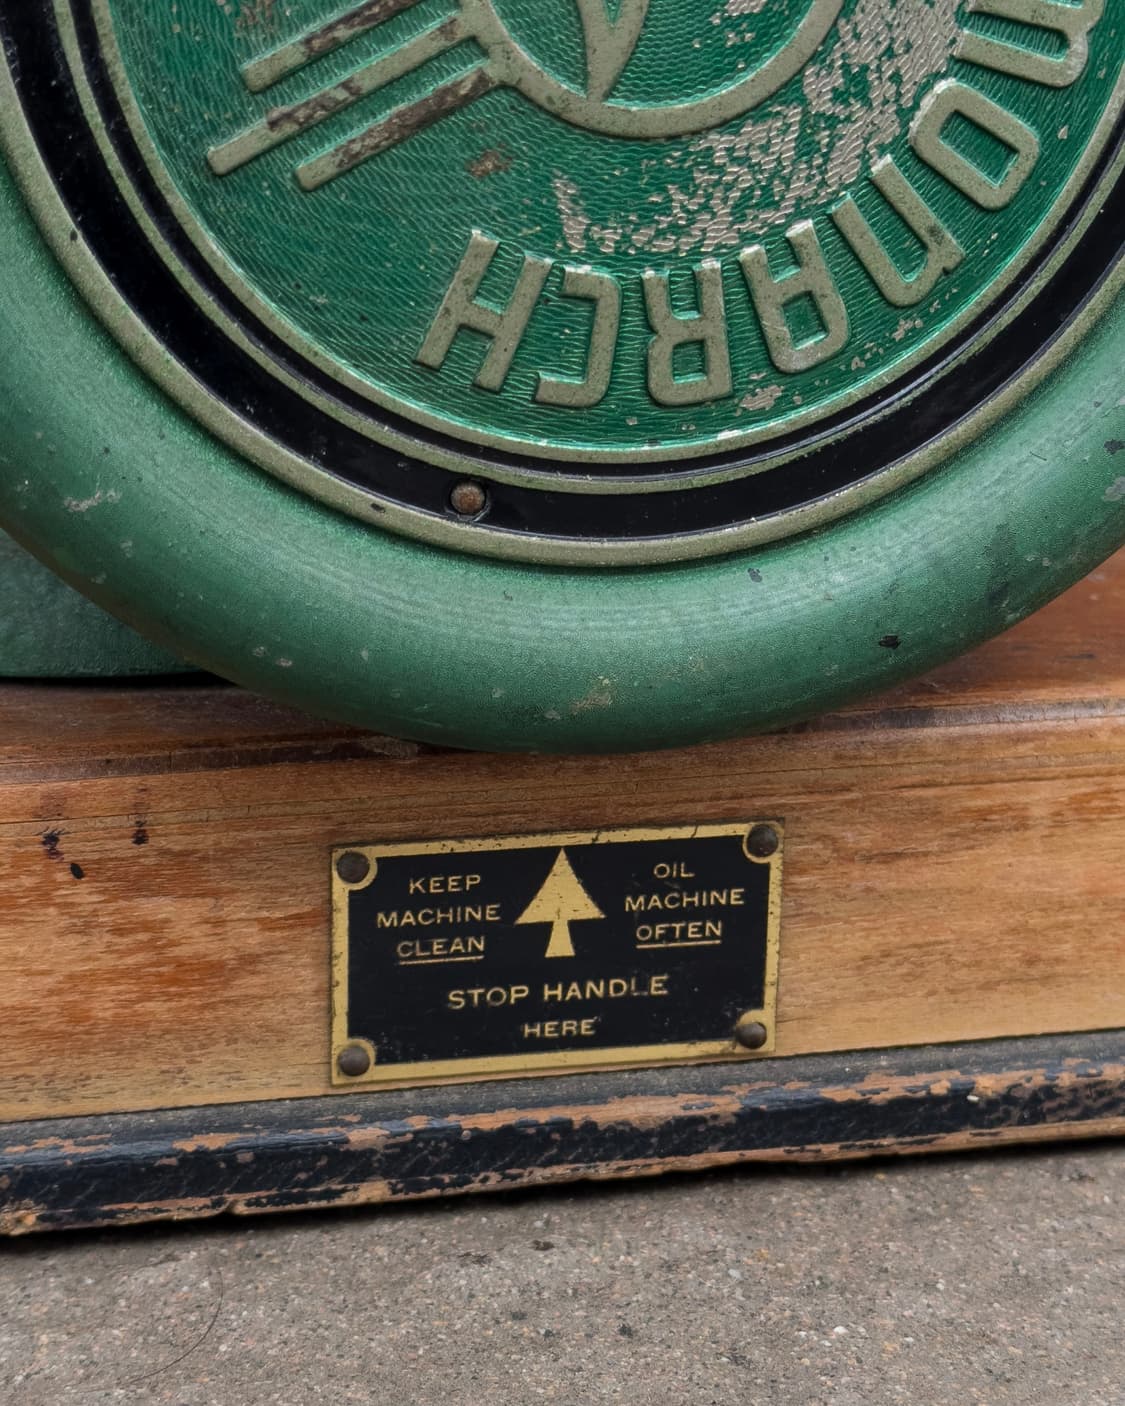 MONARCH
KEEP
MACHINE
CLEAN
OIL
MACHINE
OFTEN
STOP HANDLE
HERE